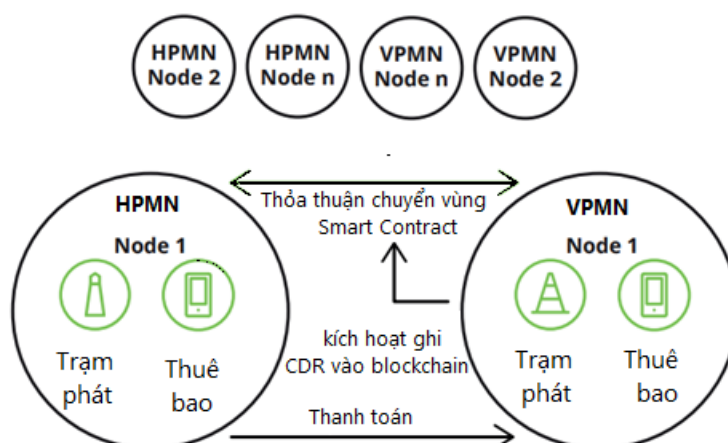 HPMN
Node 2
HPMN
Node n
VPMN
Node n
VPMN
Node 2
HPMN
Node 1
Trạm
phát
Thuê
bao
Thỏa thuận chuyển vùng
Smart Contract
kích hoạt ghi
CDR vào blockchain
Thanh toán
VPMN
Node 1
Trạm
phát
Thuê
bao